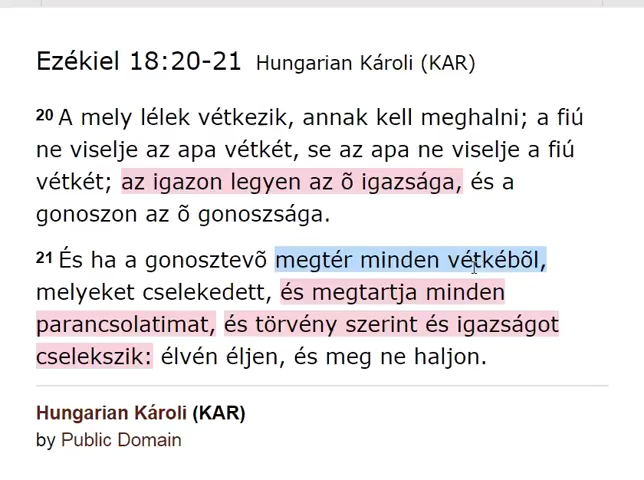 Ezékiel 18:20-21 Hungarian Károli (KAR)
20 A mely lélek vétkezik, annak kell meghalni; a fiú
ne viselje az apa vétkét, se az apa ne viselje a fiú
vétkét; az igazon legyen az õ igazsága, és a
gonoszon az õ gonoszsága.
21 És ha a gonosztevõ megtér minden vétkébõl,
melyeket cselekedett, és megtartja minden
parancsolatimat, és törvény szerint és igazságot
cselekszik: élvén éljen, és meg ne haljon.
Hungarian Károli (KAR)
by Public Domain